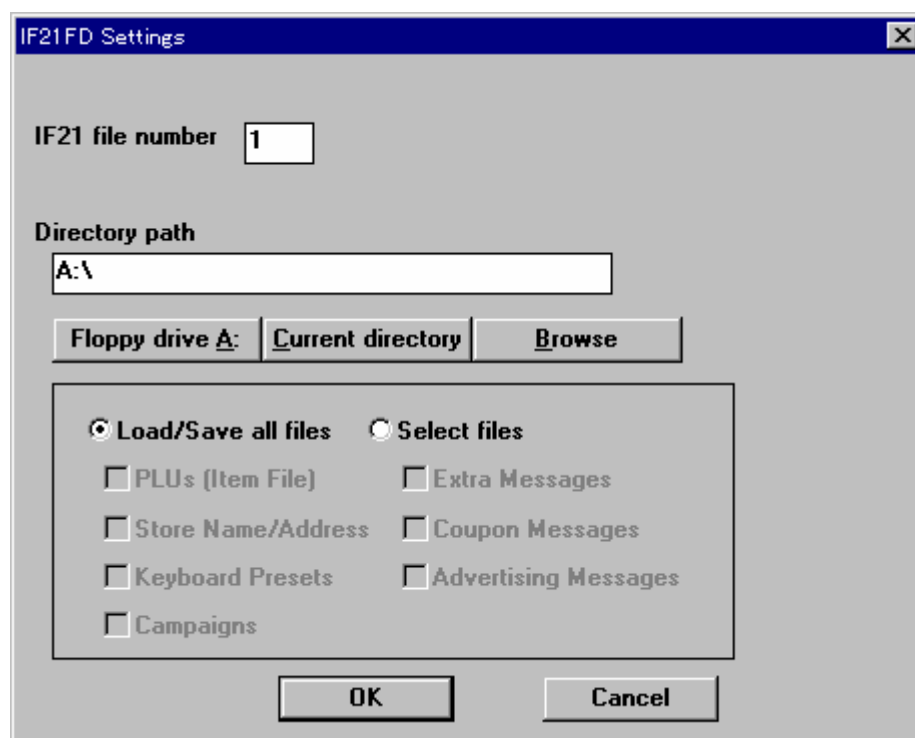 IF21FD Settings
IF21 file number 1
Directory path
A:\
Floppy drive A: Current directory Browse
Load/Save all files Select files
PLUs (Item File) Extra Messages
Store Name/Address Coupon Messages
Keyboard Presets Advertising Messages
Campaigns
OK Cancel